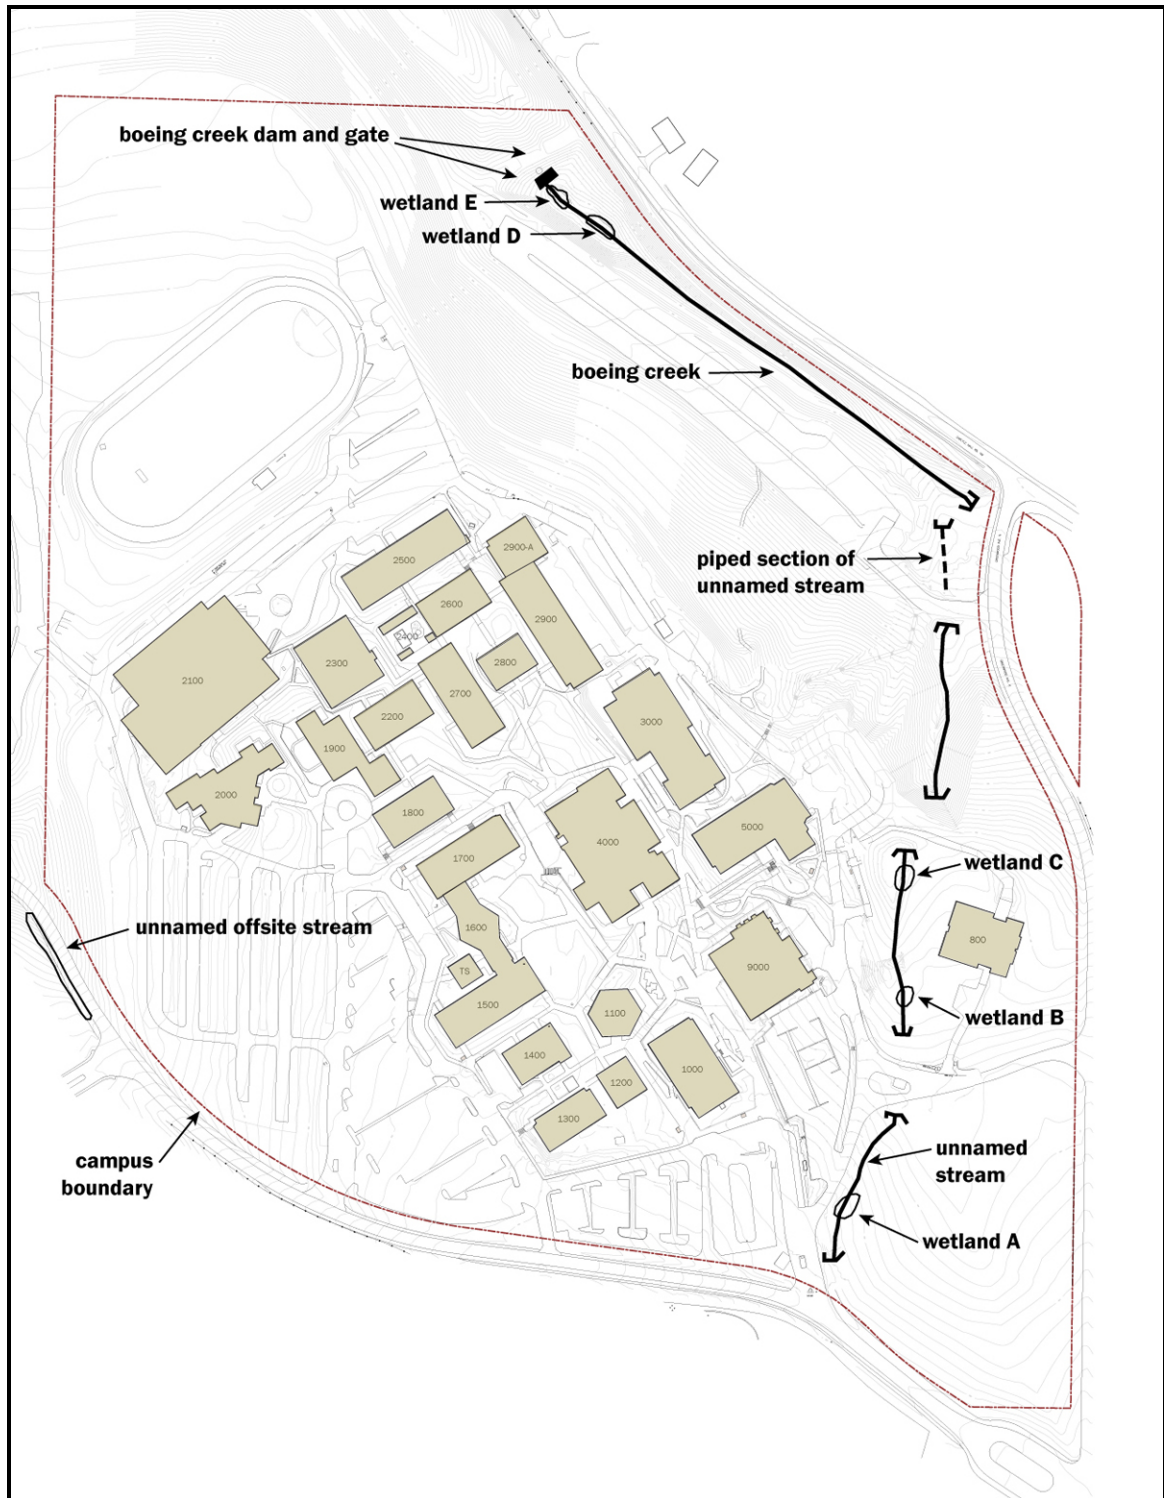 boeing creek dam and gate
wetland E
wetland D
boeing creek
piped section of
unnamed stream
2500
2900-A
2600
2900
2400
2300
2800
2100
2700
2200
3000
1900
2000
1800
5000
4000
1700
wetland C
unnamed offsite stream
1600
800
9000
TS
1500
1100
wetland B
1400
1000
1200
1300
campus
boundary
unnamed
stream
wetland A